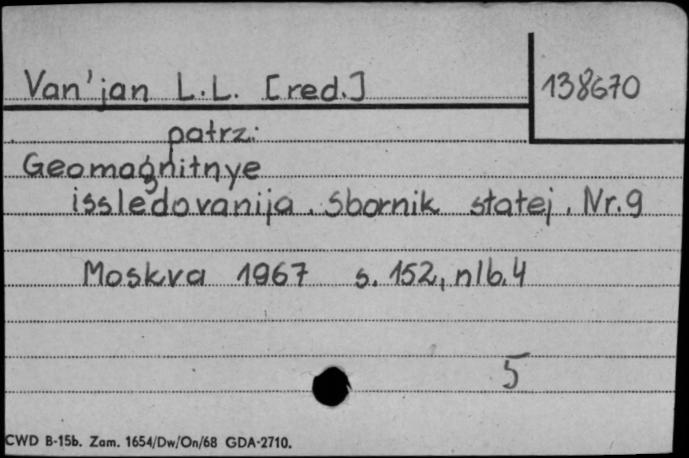 Van'jan L.L. [red.]
138670
patrz:
Geomagnitnye
issledovanija. Sbornik statej. Nr.9
Moskva 1967 s. 152, nlb. 4
5
CWD B-15b. Zam. 1654/Dw/On/68 GDA-2710.